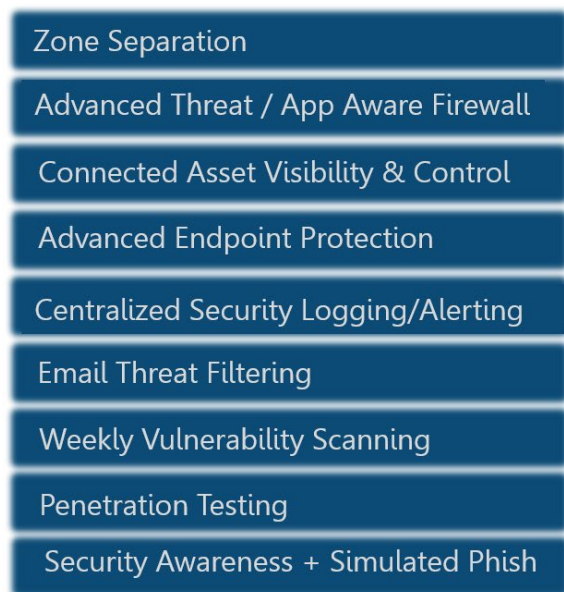 Zone Separation
Advanced Threat / App Aware Firewall
Connected Asset Visibility & Control
Advanced Endpoint Protection
Centralized Security Logging/Alerting
Email Threat Filtering
Weekly Vulnerability Scanning
Penetration Testing
Security Awareness + Simulated Phish